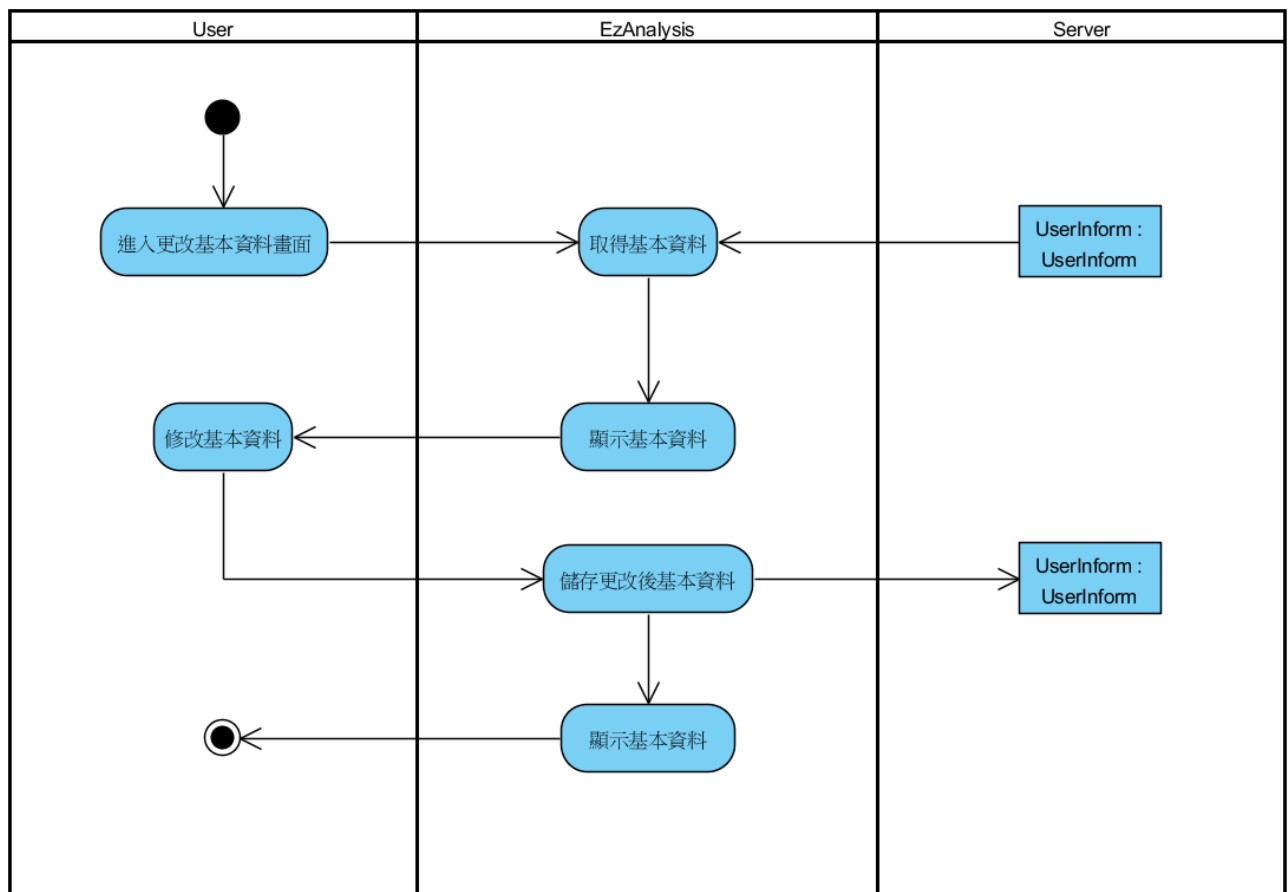 User
EzAnalysis
Server
進入更改基本資料畫面
取得基本資料
UserInform :
UserInform
修改基本資料
顯示基本資料
儲存更改後基本資料
UserInform :
UserInform
顯示基本資料